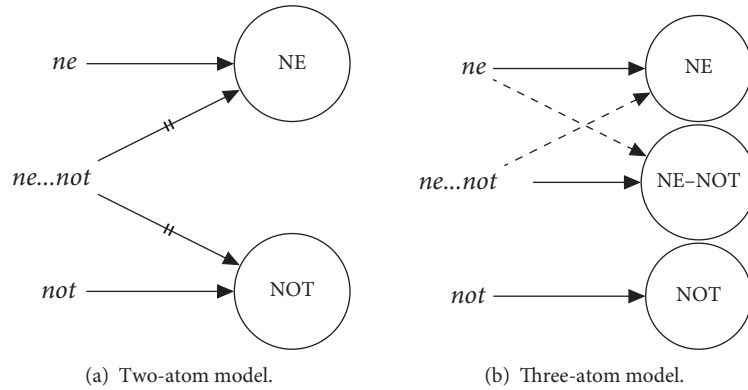 ne
NE
ne...not
not
NOT
(a) Two-atom model.
ne
NE
ne...not
NE–NOT
not
NOT
(b) Three-atom model.